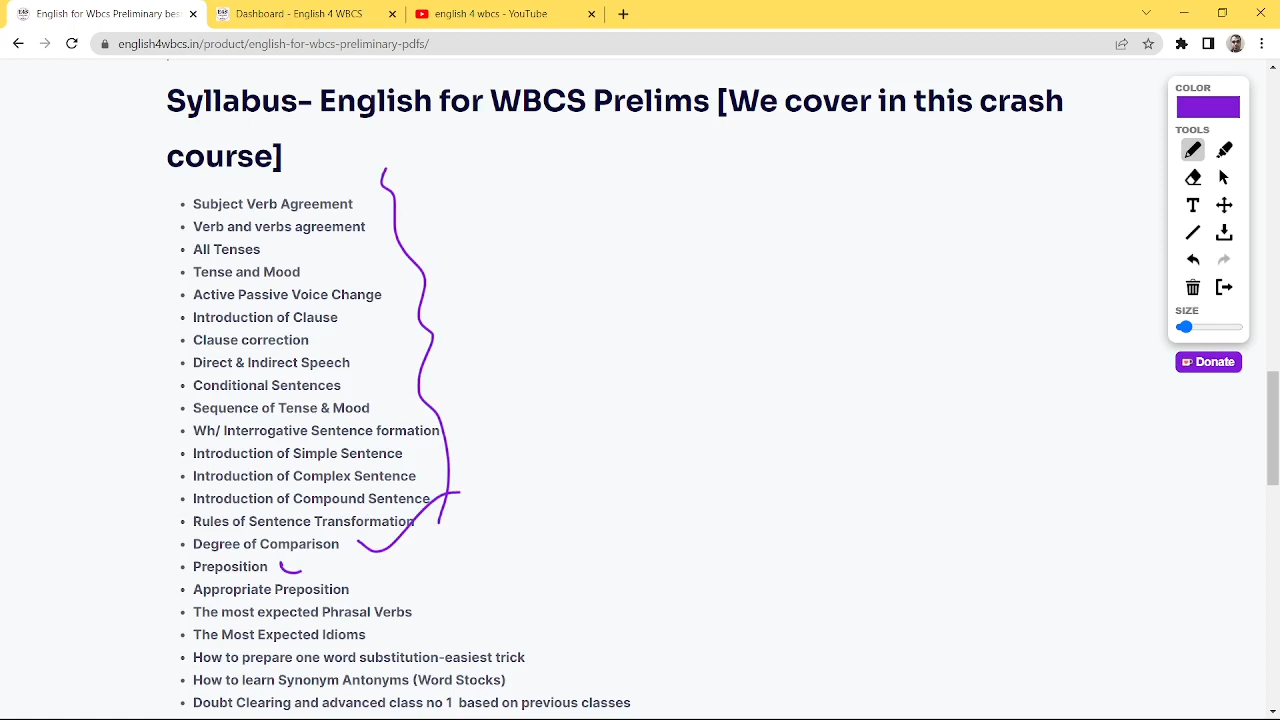 English for Wbcs Preliminary bes
Dashboard - English 4 WBCS
english 4 wbcs - YouTube
english4wbcs.in/product/english-for-wbcs-preliminary-pdfs/
Syllabus- English for WBCS Prelims [We cover in this crash
course]
Subject Verb Agreement
Verb and verbs agreement
All Tenses
Tense and Mood
Active Passive Voice Change
Introduction of Clause
Clause correction
Direct & Indirect Speech
Conditional Sentences
Sequence of Tense & Mood
Wh/ Interrogative Sentence formation
Introduction of Simple Sentence
Introduction of Complex Sentence
Introduction of Compound Sentence
Rules of Sentence Transformation
Degree of Comparison
Preposition
Appropriate Preposition
The most expected Phrasal Verbs
The Most Expected Idioms
How to prepare one word substitution-easiest trick
How to learn Synonym Antonyms (Word Stocks)
Doubt Clearing and advanced class no 1 based on previous classes
COLOR
TOOLS
SIZE
Donate